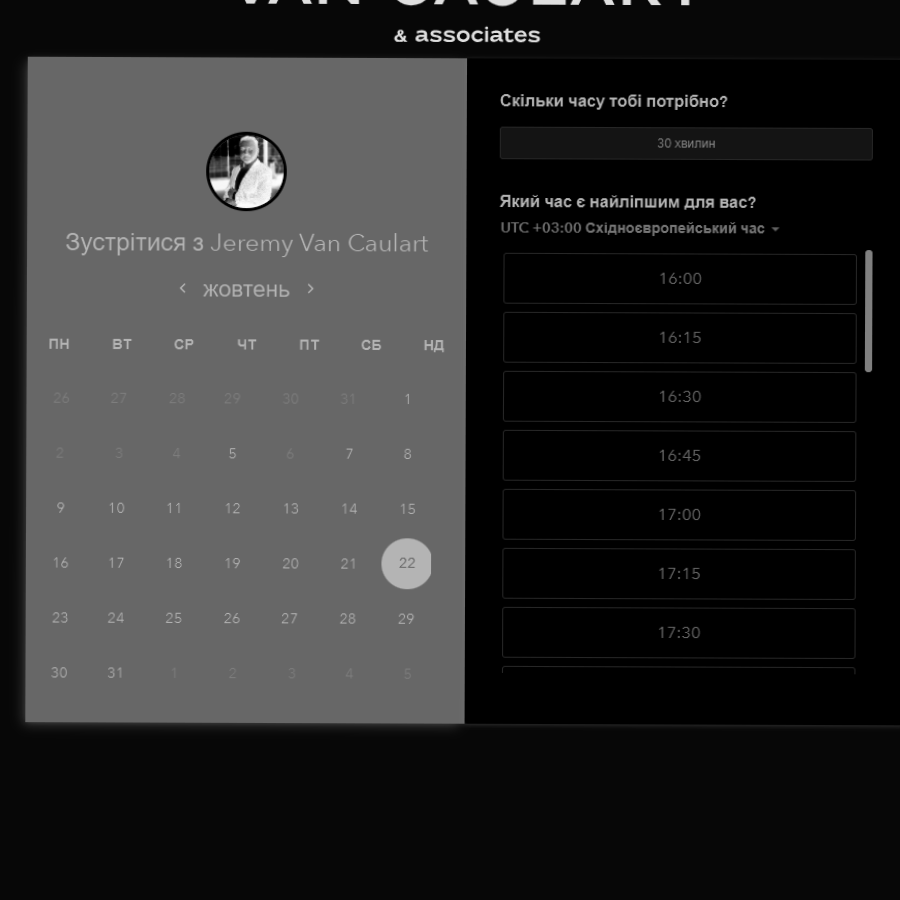 VAN CAULART
& associates
Зустрітися з Jeremy Van Caulart
жовтень
ПН ВТ СР ЧТ ПТ СБ НД
26 27 28 29 30 31 1
2 3 4 5 6 7 8
9 10 11 12 13 14 15
16 17 18 19 20 21 22
23 24 25 26 27 28 29
30 31 1 2 3 4 5
Скільки часу тобі потрібно?
30 хвилин
Який час є найліпшим для вас?
UTC +03:00 Східноєвропейський час
16:00
16:15
16:30
16:45
17:00
17:15
17:30